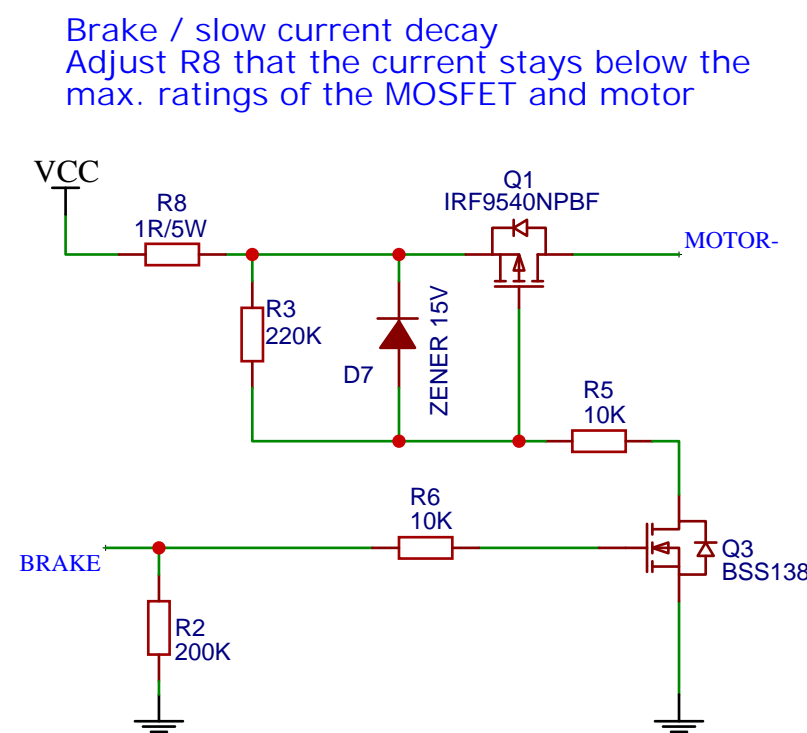 Brake / slow current decay
Adjust R8 that the current stays below the
max. ratings of the MOSFET and motor
VCC
R8
1R/5W
Q1
IRF9540NPBF
MOTOR-
R3
220K
D7
ZENER 15V
R5
10K
R6
10K
BRAKE
Q3
BSS138
R2
200K